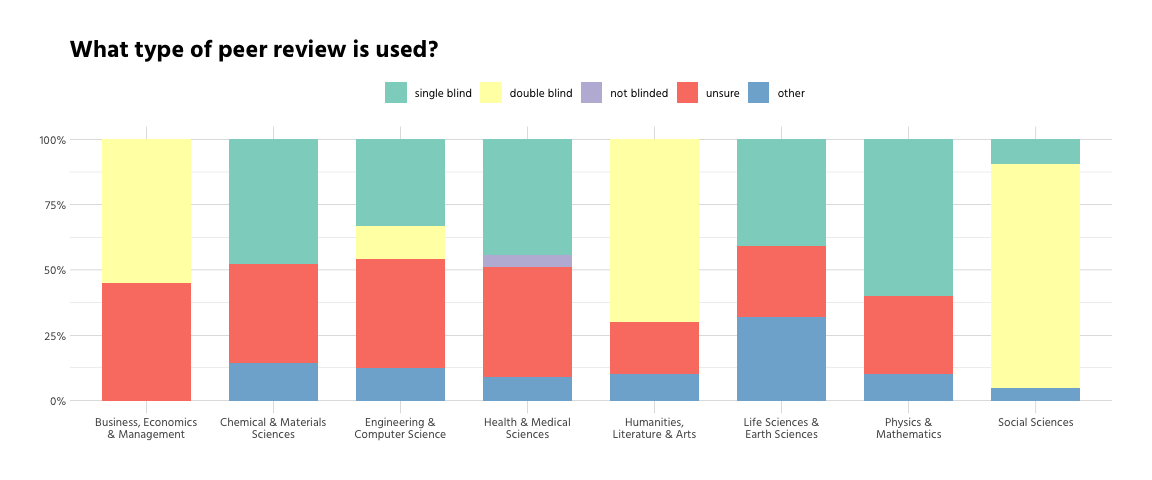 What type of peer review is used?
single blind double blind not blinded unsure other
100%
75%
50%
25%
0%
Business, Economics
& Management
Chemical & Materials
Sciences
Engineering &
Computer Science
Health & Medical
Sciences
Humanities,
Literature & Arts
Life Sciences &
Earth Sciences
Physics &
Mathematics
Social Sciences